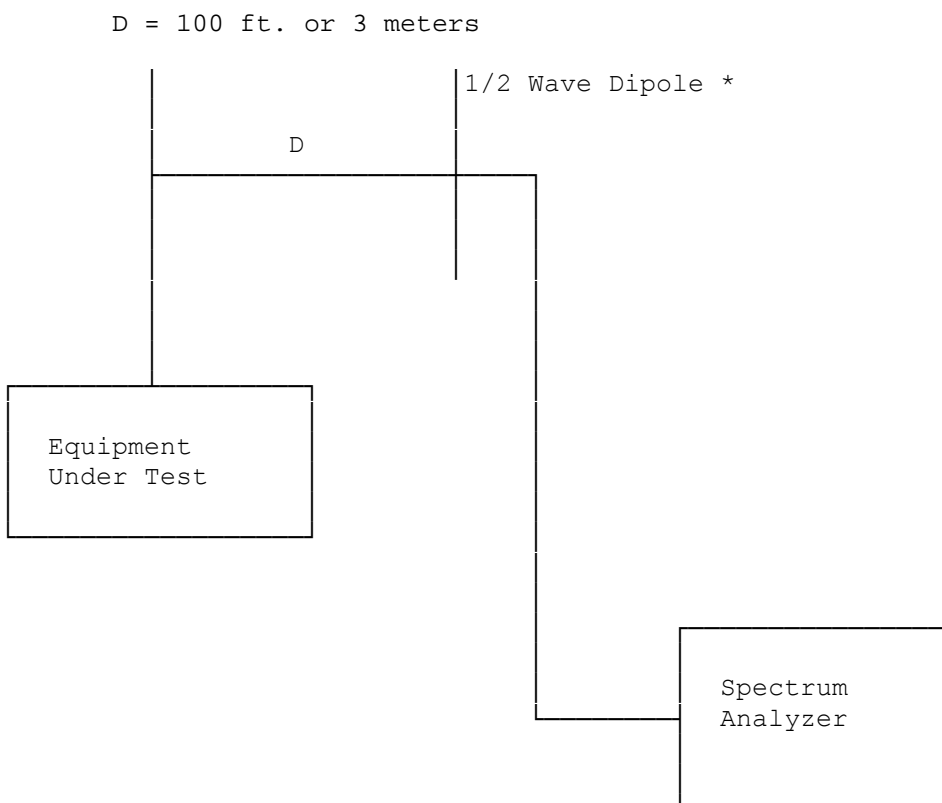 D = 100 ft. or 3 meters
1/2 Wave Dipole *
D
Equipment
Under Test
Spectrum
Analyzer